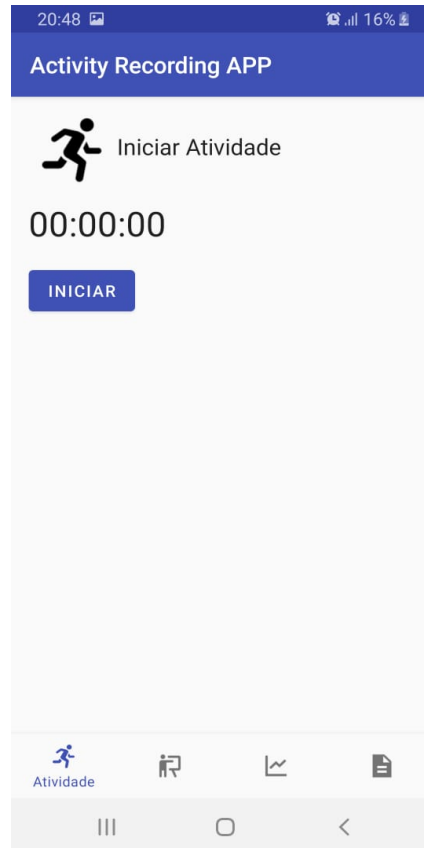 20:48 16%
Activity Recording APP
Iniciar Atividade
00:00:00
INICIAR
Atividade